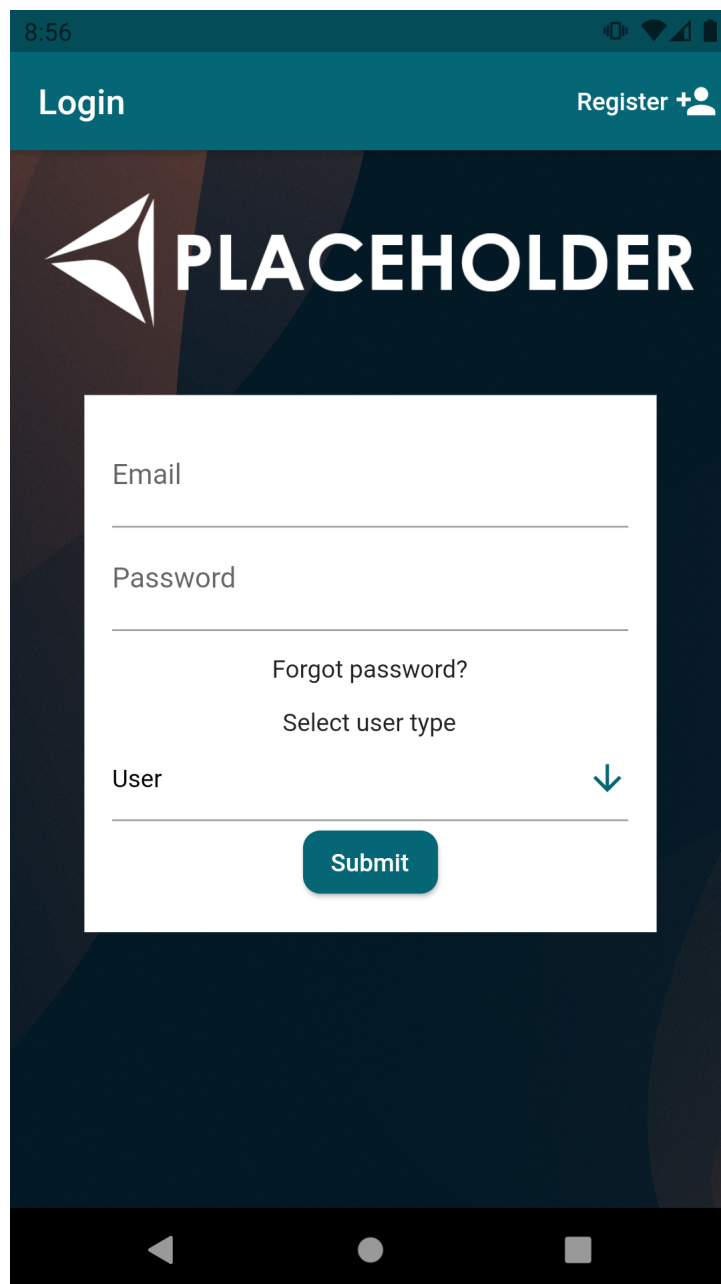 8:56
Login
Register
PLACEHOLDER
Email
Password
Forgot password?
Select user type
User
Submit